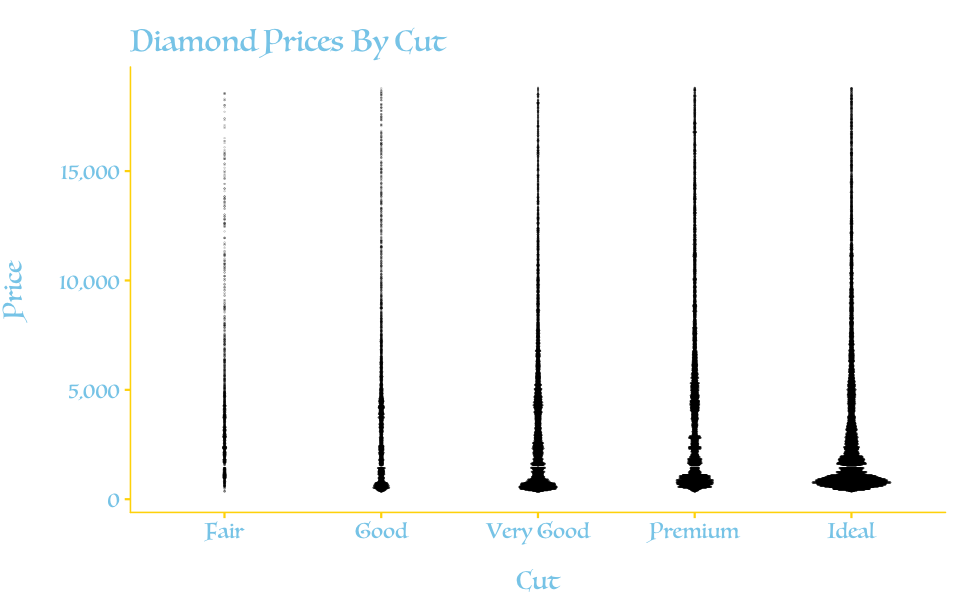 Diamond Prices By Cut
Price
15,000
10,000
5,000
0
Fair
Good
Very Good
Premium
Ideal
Cut